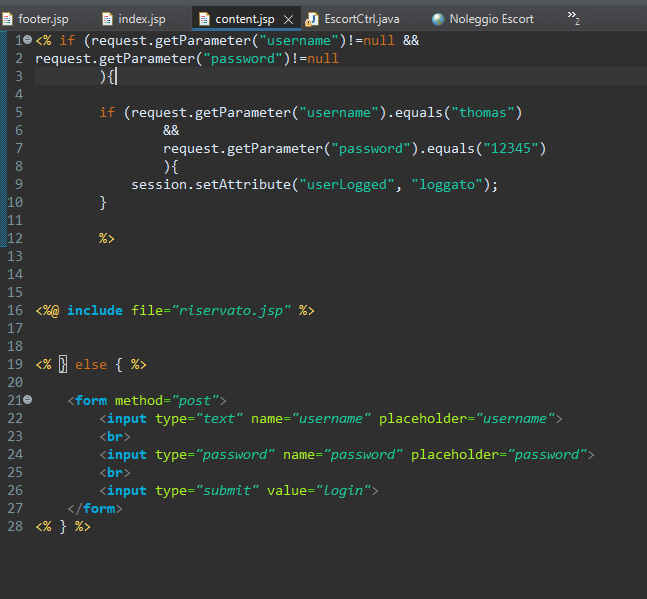 footer.jsp index.jsp content.jsp EscortCtrl.java Noleggio Escort »2
1 <% if (request.getParameter("username")!=null &&
2 request.getParameter("password")!=null
3 ){
4
5 if (request.getParameter("username").equals("thomas")
6 &&
7 request.getParameter("password").equals("12345")
8 ){
9 session.setAttribute("userLogged", "loggato");
10 }
11
12 %>
13
14
15
16 <%@ include file="riservato.jsp" %>
17
18
19 <% } else { %>
20
21 <form method="post">
22 <input type="text" name="username" placeholder="username">
23 <br>
24 <input type="password" name="password" placeholder="password">
25 <br>
26 <input type="submit" value="login">
27 </form>
28 <% } %>